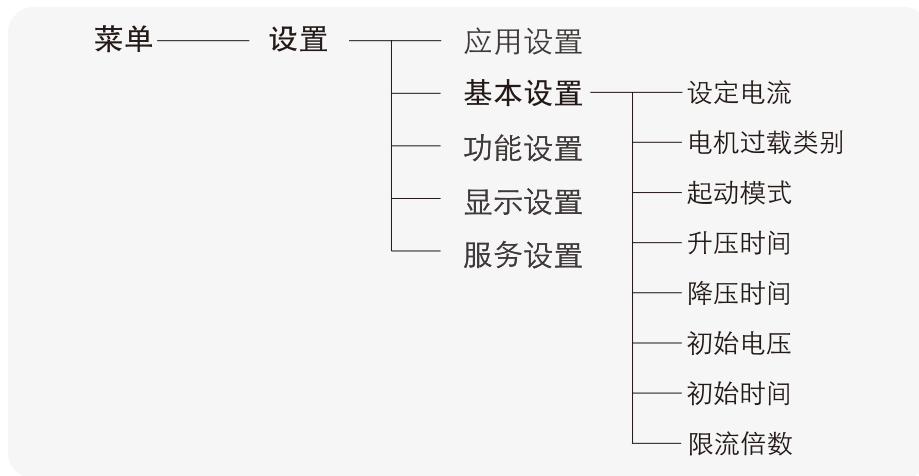 菜单
设置
应用设置
基本设置
功能设置
显示设置
服务设置
设定电流
电机过载类别
起动模式
升压时间
降压时间
初始电压
初始时间
限流倍数